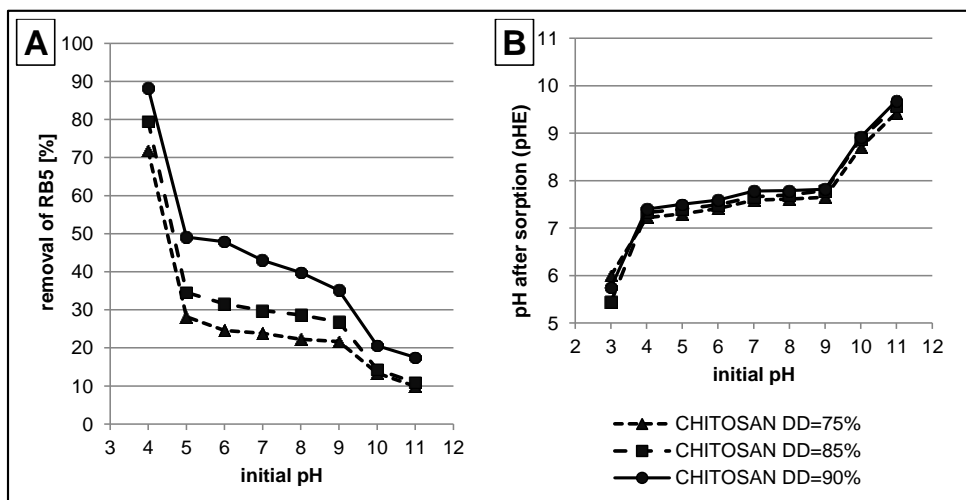 A
removal of RB5 [%]
100
90
80
70
60
50
40
30
20
10
0
3 4 5 6 7 8 9 10 11 12
initial pH
B
pH after sorption (pHE)
11
10
9
8
7
6
5
2 3 4 5 6 7 8 9 10 11 12
initial pH
CHITOSAN DD=75%
CHITOSAN DD=85%
CHITOSAN DD=90%